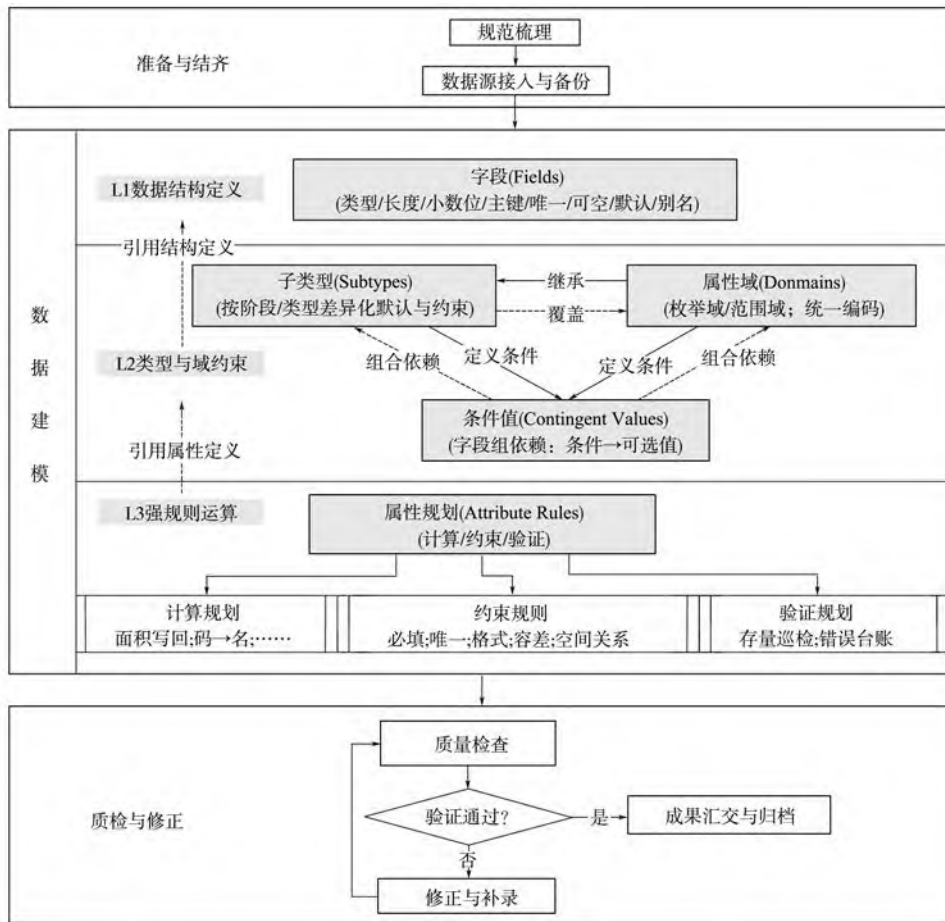 规范梳理
准备与结齐
数据源接入与备份
数据建模
L1数据结构定义
字段(Fields)
(类型/长度/小数位/主键/唯一/可空/默认/别名)
引用结构定义
子类型(Subtypes)
(按阶段/类型差异化默认与约束)
继承
覆盖
属性域(Donmains)
(枚举域/范围域；统一编码)
L2类型与域约束
组合依赖
定义条件
定义条件
组合依赖
条件值(Contingent Values)
(字段组依赖：条件→可选值)
引用属性定义
L3强规则运算
属性规划(Attribute Rules)
(计算/约束/验证)
计算规划
面积写回;码→名;……
约束规则
必填;唯一;格式;容差;空间关系
验证规划
存量巡检;错误台账
质检与修正
质量检查
验证通过?
是
成果汇交与归档
否
修正与补录